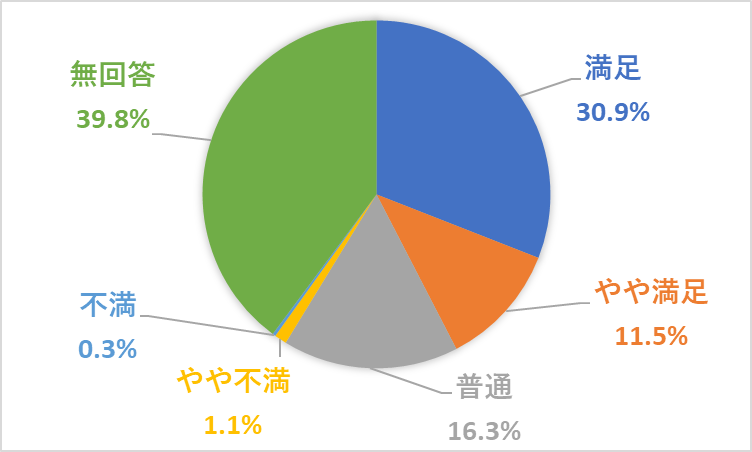 満足
30.9%
やや満足
11.5%
普通
16.3%
やや不満
1.1%
不満
0.3%
無回答
39.8%